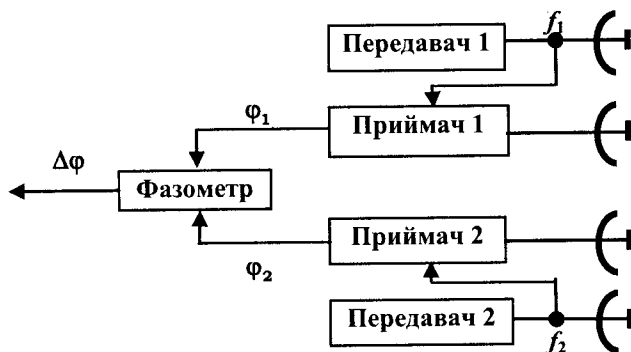 f₁
Передавач 1
φ₁
Приймач 1
Δφ
Фазометр
Приймач 2
φ₂
Передавач 2
f₂